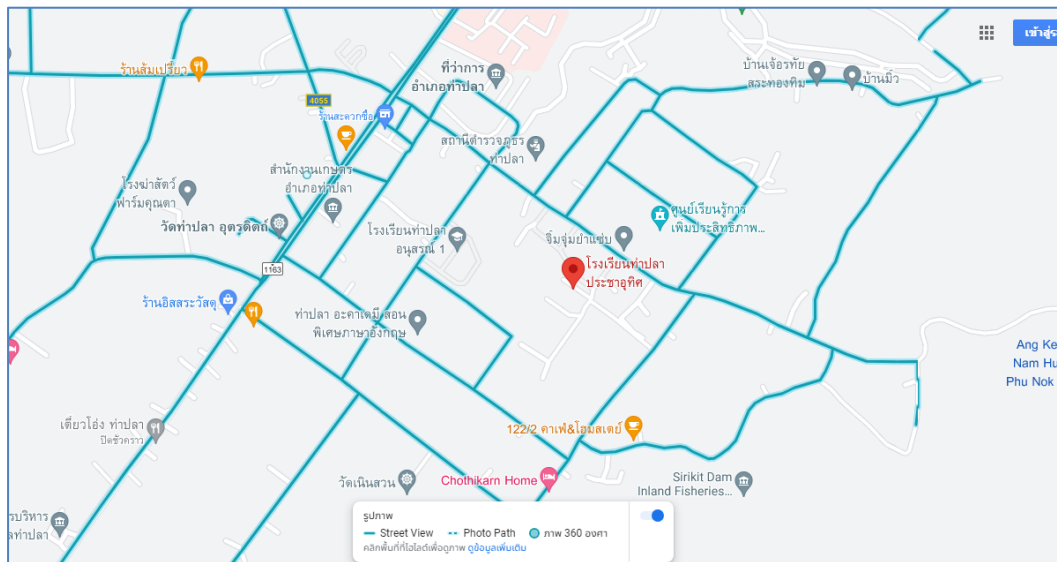 เข้าสู่ร
ร้านส้มเปรี้ยว
ที่ว่าการ
อำเภอท่าปลา
บ้านเจ้อรทัย
สระทองทิม
บ้านมิ้ว
4055
ร้านสะดวกซื้อ
สถานีตำรวจภูธร
ท่าปลา
สำนักงานเกษตร
อำเภอท่าปลา
โรงฆ่าสัตว์
ฟาร์มคุณตา
วัดท่าปลา อุตรดิตถ์
โรงเรียนท่าปลา
อนุสรณ์ 1
ศูนย์เรียนรู้การ
เพิ่มประสิทธิภาพ...
จิ้มจุ่มยำแซ่บ
1163
โรงเรียนท่าปลา
ประชาอุทิศ
ร้านอิสสระวัสดุ
ท่าปลา อะคาเดมี สอน
พิเศษภาษาอังกฤษ
Ang Ke
Nam Hu
Phu Nok
เตี๋ยวโอ่ง ท่าปลา
ปิดชั่วคราว
122/2 คาเฟ่&โฮมสเตย์
วัดเนินสวน
Chothikarn Home
Sirikit Dam
Inland Fisheries...
รบริหาร
ลท่าปลา
รูปภาพ
Street View
Photo Path
ภาพ 360 องศา
คลิกพื้นที่ที่ไฮไลต์เพื่อดูภาพ ดูข้อมูลเพิ่มเติม